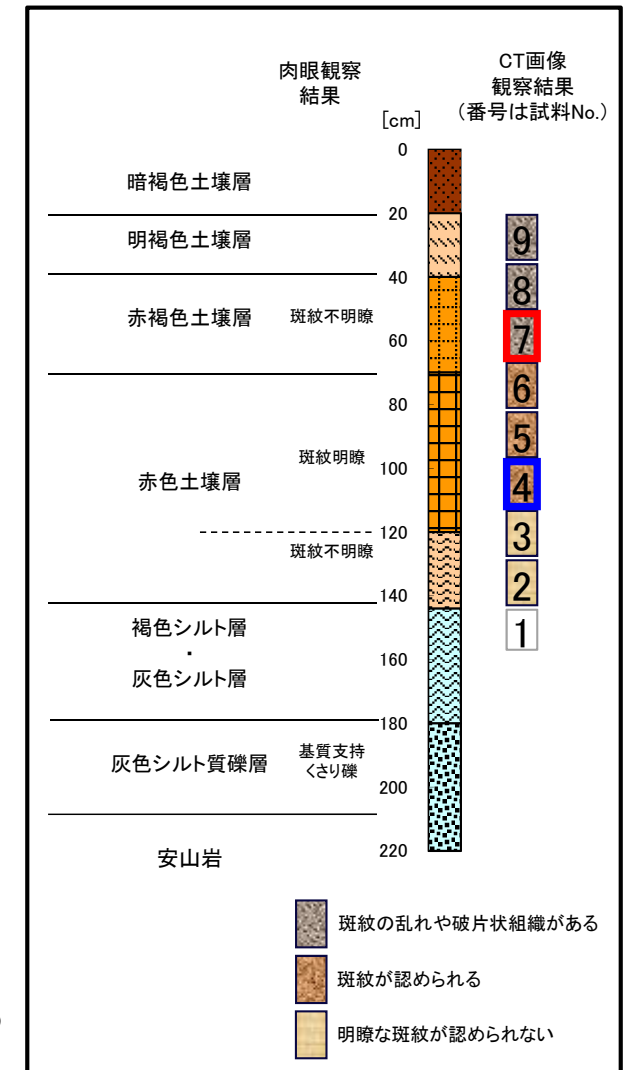 肉眼観察
結果
CT画像
観察結果
(番号は試料No.)
[cm]
0
暗褐色土壌層
20
明褐色土壌層
9
40
8
赤褐色土壌層
斑紋不明瞭
7
60
6
80
5
斑紋明瞭
100
赤色土壌層
4
120
3
斑紋不明瞭
2
140
褐色シルト層
・
灰色シルト層
1
160
180
灰色シルト質礫層
基質支持
くさり礫
200
安山岩
220
斑紋の乱れや破片状組織がある
斑紋が認められる
明瞭な斑紋が認められない